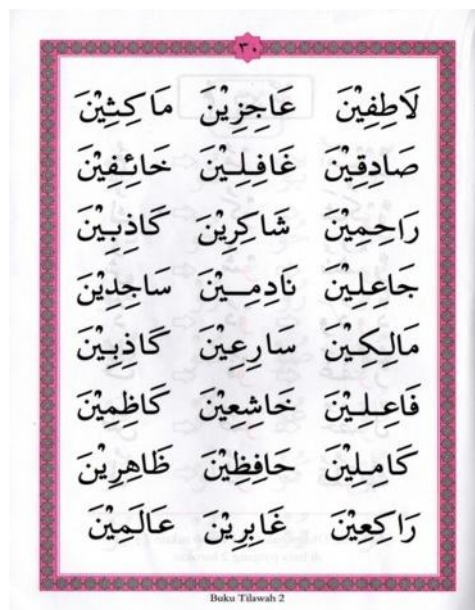 ٣٠
لَاطِفِيْنَ عَاجِزِيْنَ مَاكِثِيْنَ
صَادِقِيْنَ غَافِلِيْنَ خَائِفِيْنَ
رَاحِمِيْنَ شَاكِرِيْنَ كَاذِبِيْنَ
جَاعِلِيْنَ نَادِمِيْنَ سَاجِدِيْنَ
مَالِكِيْنَ سَارِعِيْنَ كَاذِبِيْنَ
فَاعِلِيْنَ خَاشِعِيْنَ كَاظِمِيْنَ
كَامِلِيْنَ حَافِظِيْنَ ظَاهِرِيْنَ
رَاكِعِيْنَ غَابِرِيْنَ عَالَمِيْنَ
Buku Tilawah 2